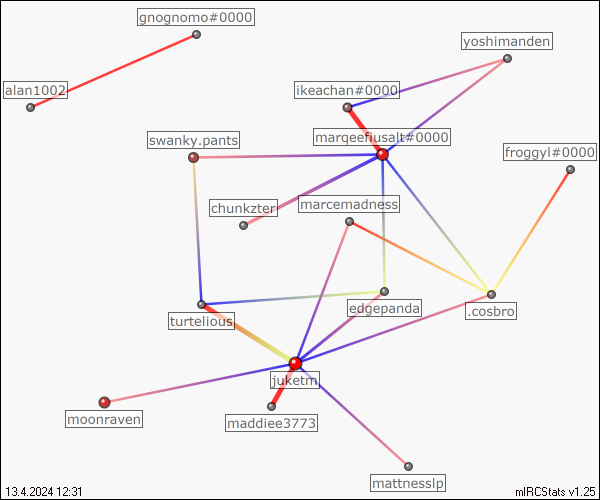 gnognomo#0000
yoshimanden
alan1002
ikeachan#0000
marqeefiusalt#0000
swanky.pants
froggyl#0000
chunkzter
marcemadness
edgepanda
.cosbro
turtelious
juketm
moonraven
maddiee3773
mattnesslp
13.4.2024 12:31
mIRCStats v1.25